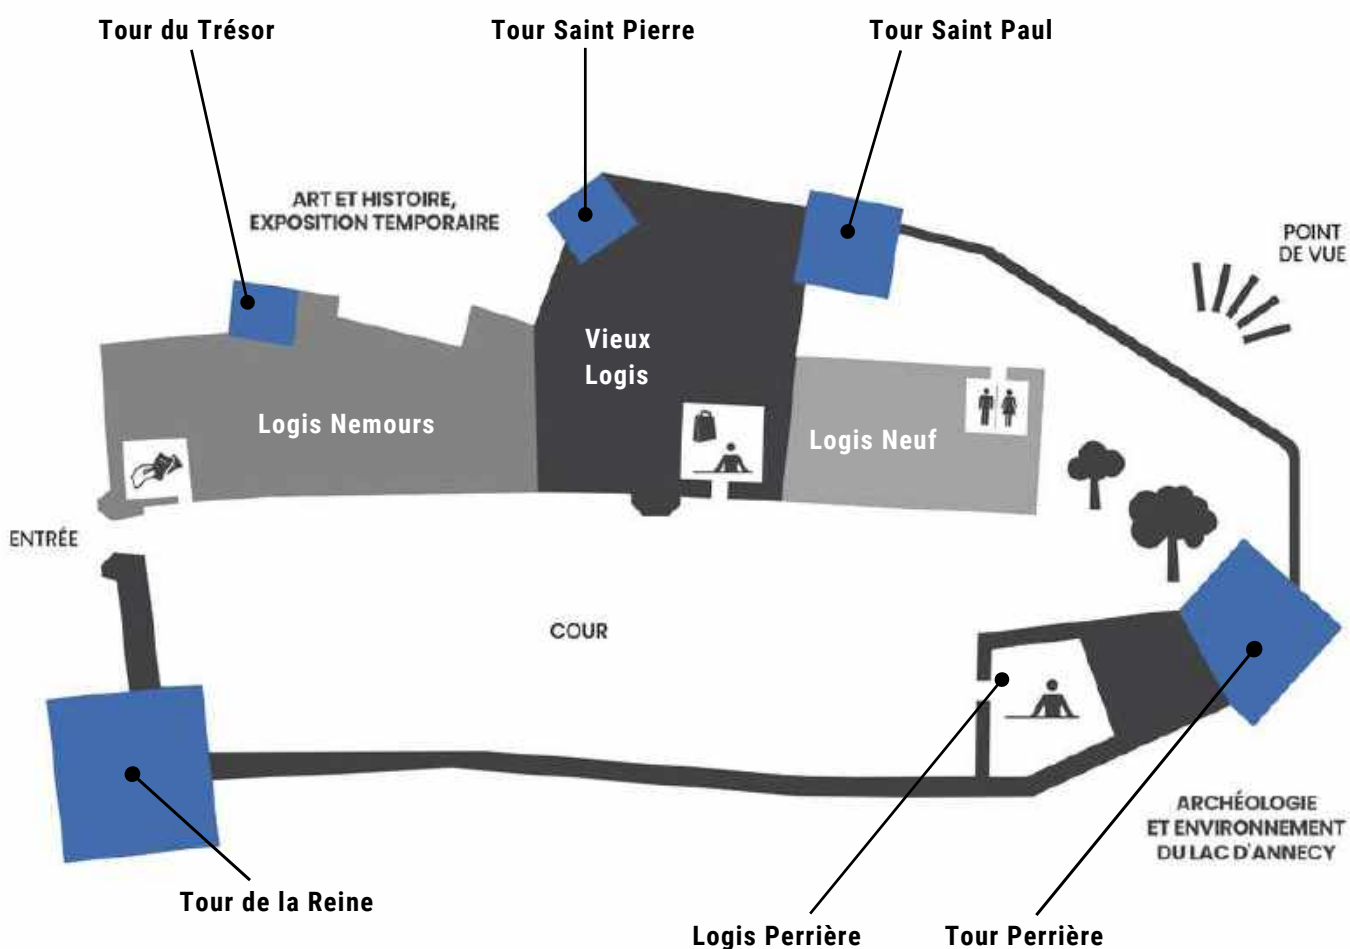 Tour du Trésor
Tour Saint Pierre
Tour Saint Paul
ART ET HISTOIRE,
EXPOSITION TEMPORAIRE
POINT
DE VUE
Vieux
Logis
Logis Nemours
Logis Neuf
ENTRÉE
COUR
ARCHÉOLOGIE
ET ENVIRONNEMENT
DU LAC D'ANNECY
Tour de la Reine
Logis Perrière
Tour Perrière